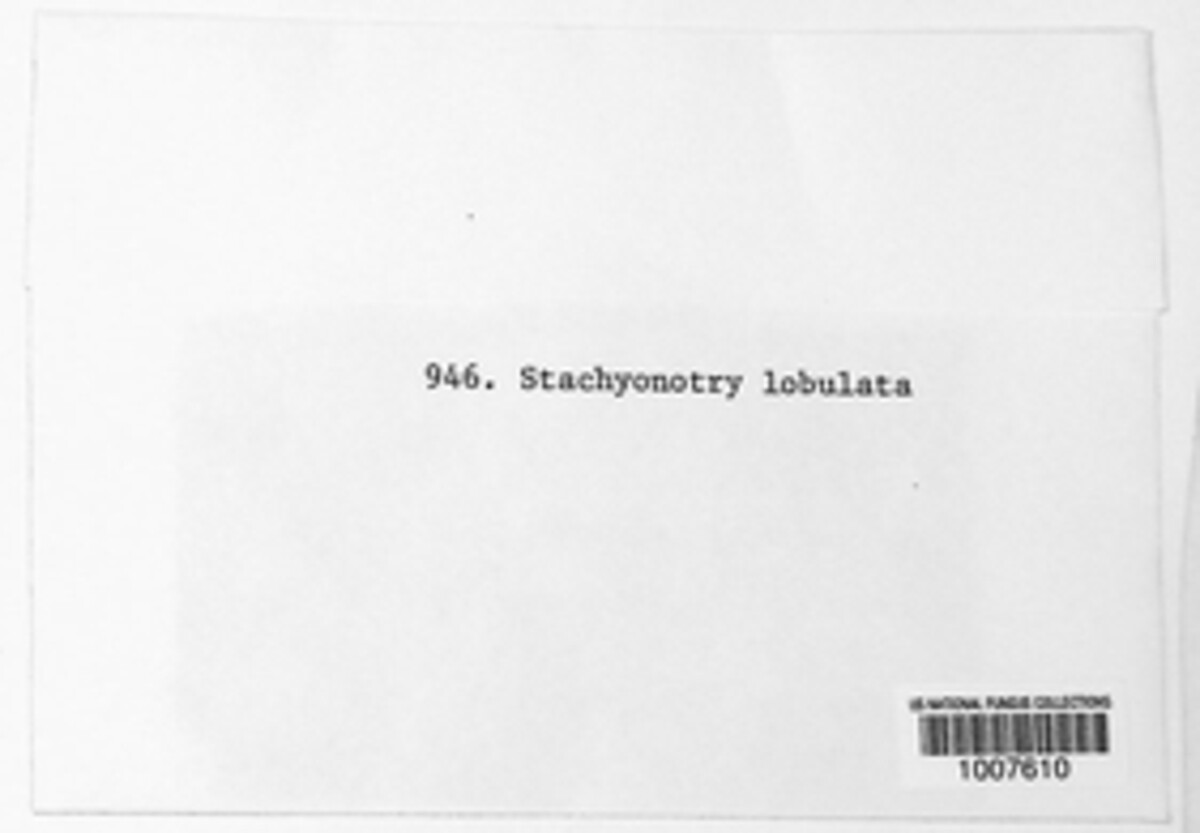 946. Stachyonotry lobulata
US NATIONAL FUNGUS COLLECTIONS
1007610